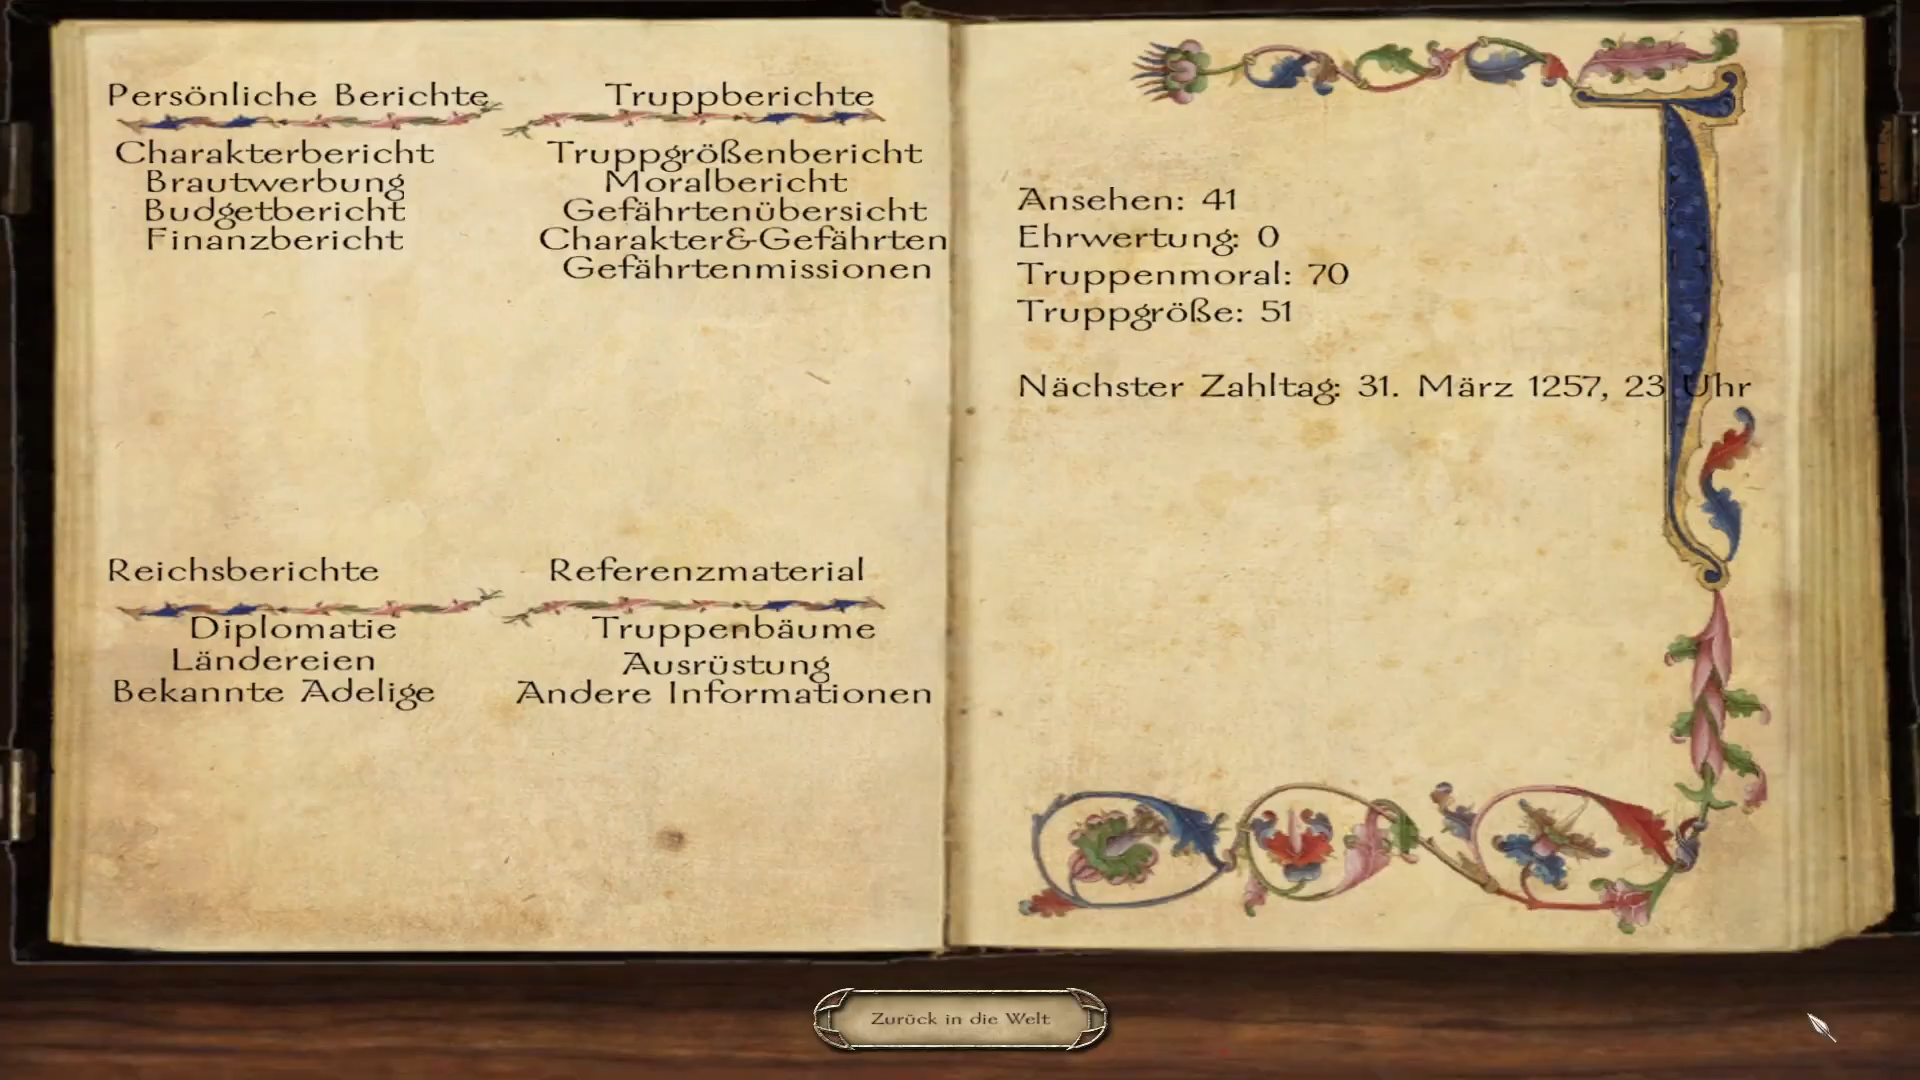 Persönliche Berichte
Charakterbericht
Brautwerbung
Budgetbericht
Finanzbericht
Truppberichte
Truppgrößenbericht
Moralbericht
Gefährtenübersicht
Charakter&Gefährten
Gefährtenmissionen
Reichsberichte
Diplomatie
Ländereien
Bekannte Adelige
Referenzmaterial
Truppenbäume
Ausrüstung
Andere Informationen
Ansehen: 41
Ehrwertung: 0
Truppenmoral: 70
Truppgröße: 51
Nächster Zahltag: 31. März 1257, 23 Uhr
Zurück in die Welt